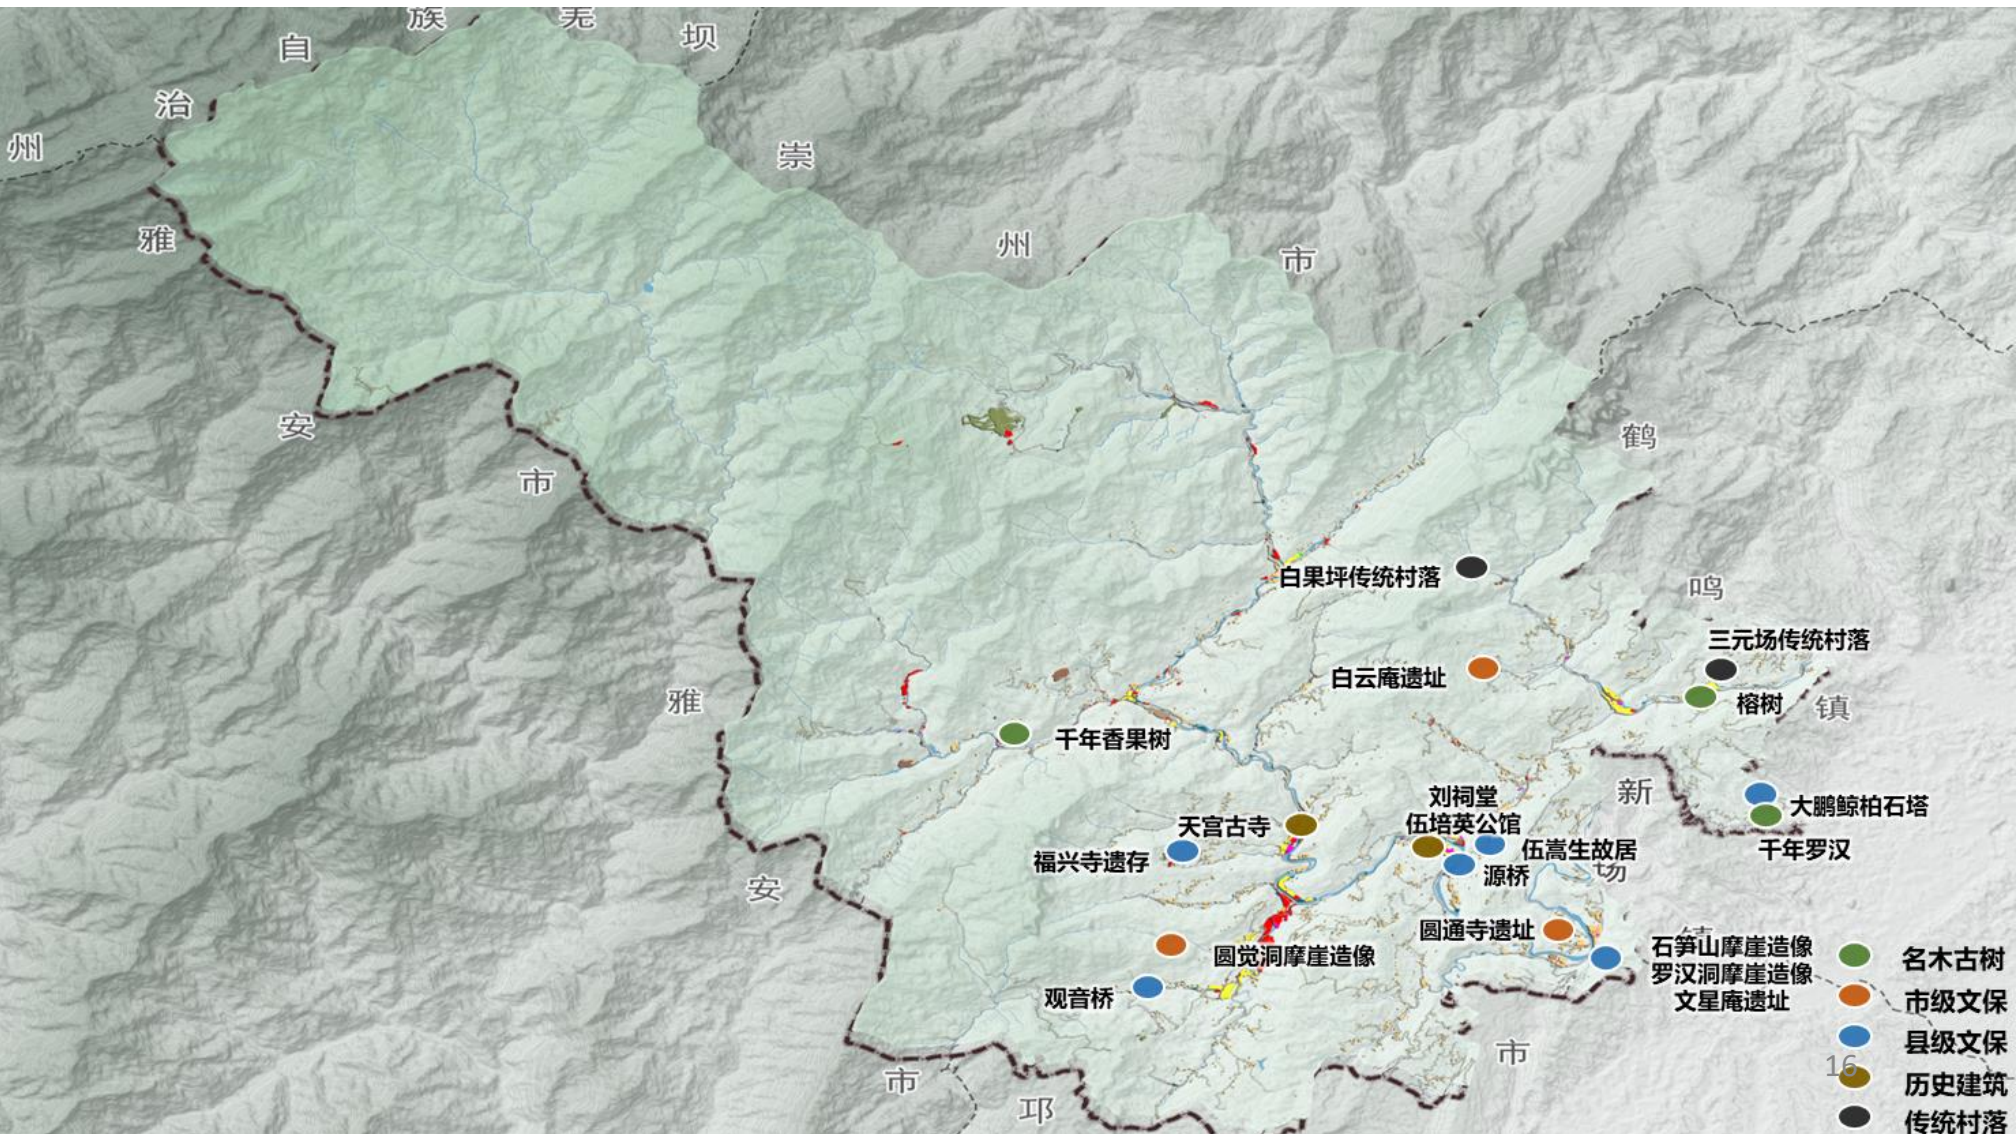 族
羌
自
坝
治
州
崇
雅
州
市
安
鹤
市
白果坪传统村落
鸣
三元场传统村落
白云庵遗址
雅
榕树
镇
千年香果树
新
刘祠堂
大鹏鲸柏石塔
天宫古寺
伍培英公馆
福兴寺遗存
伍嵩生故居
千年罗汉
场
源桥
安
圆通寺遗址
镇
石笋山摩崖造像
圆觉洞摩崖造像
罗汉洞摩崖造像
观音桥
文星庵遗址
市
市
邛
名木古树
市级文保
县级文保
16
历史建筑
传统村落